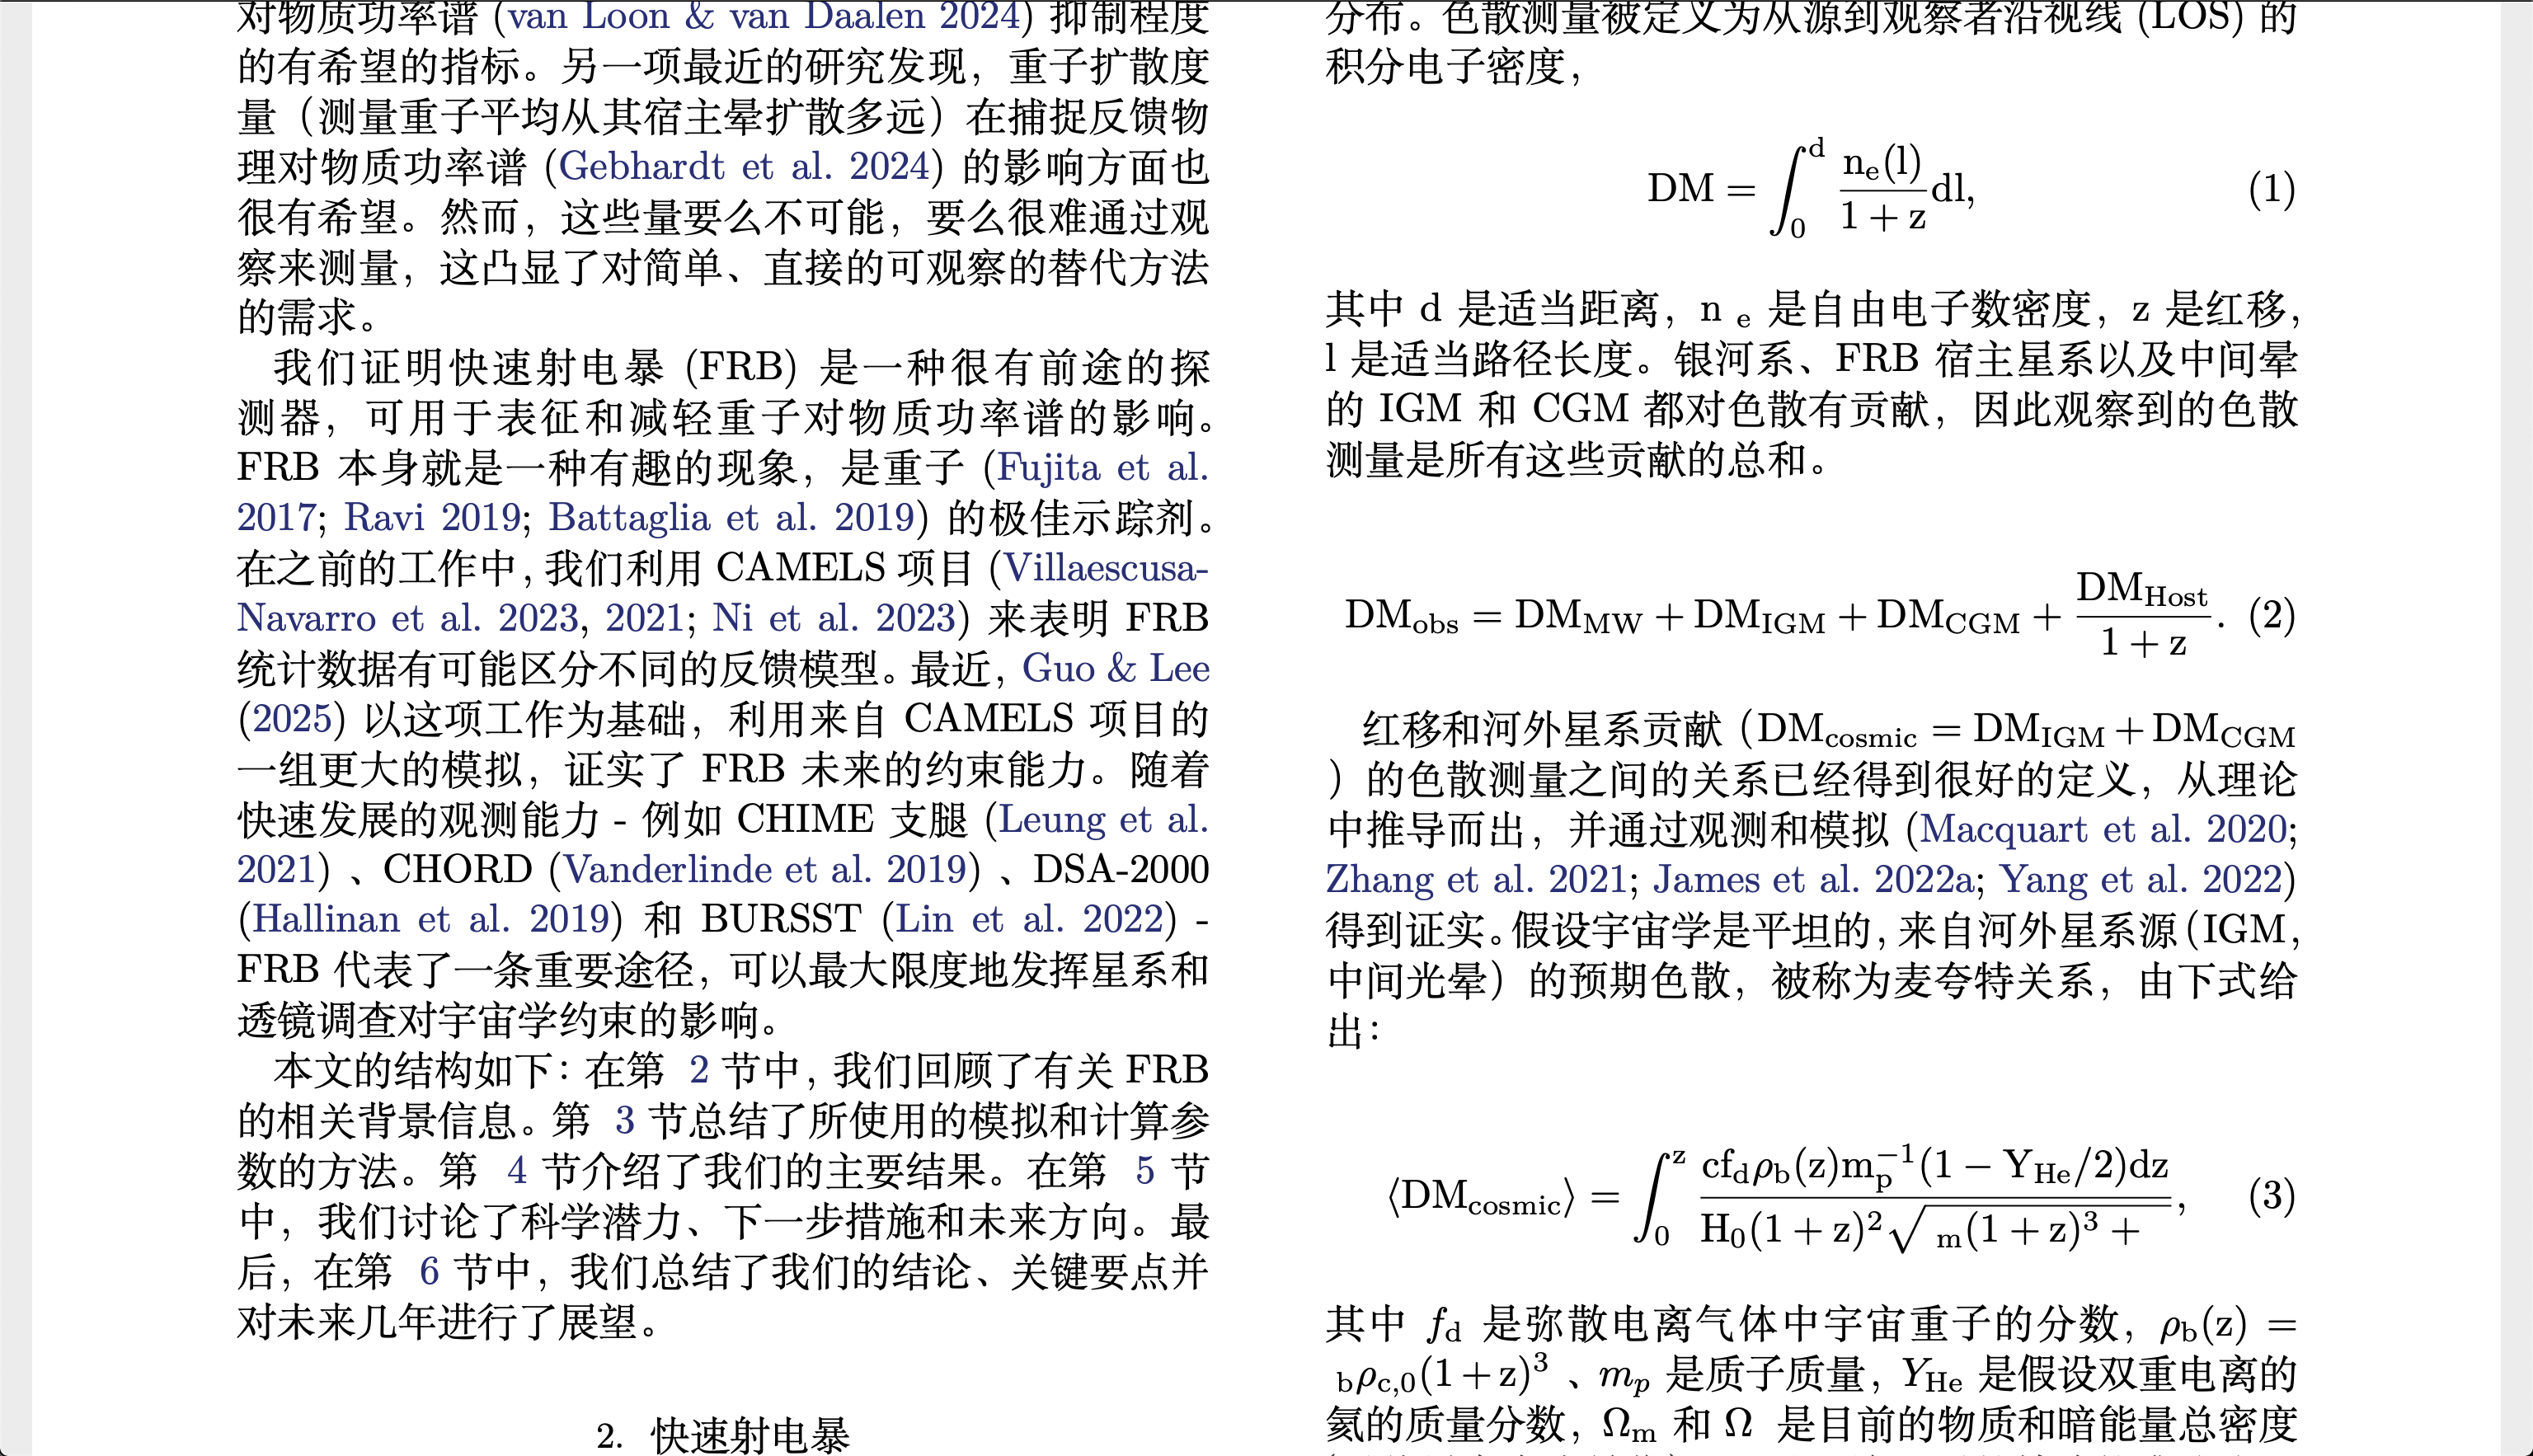 对物质功率谱 (van Loon & van Daalen 2024) 抑制程度
的有希望的指标。另一项最近的研究发现，重子扩散度
量（测量重子平均从其宿主晕扩散多远）在捕捉反馈物
理对物质功率谱 (Gebhardt et al. 2024) 的影响方面也
很有希望。然而，这些量要么不可能，要么很难通过观
察来测量，这凸显了对简单、直接的可观察的替代方法
的需求。
我们证明快速射电暴 (FRB) 是一种很有前途的探
测器，可用于表征和减轻重子对物质功率谱的影响。
FRB 本身就是一种有趣的现象，是重子 (Fujita et al.
2017; Ravi 2019; Battaglia et al. 2019) 的极佳示踪剂。
在之前的工作中，我们利用 CAMELS 项目 (Villaescusa-
Navarro et al. 2023, 2021; Ni et al. 2023) 来表明 FRB
统计数据有可能区分不同的反馈模型。最近，Guo & Lee
(2025) 以这项工作为基础，利用来自 CAMELS 项目的
一组更大的模拟，证实了 FRB 未来的约束能力。随着
快速发展的观测能力 - 例如 CHIME 支腿 (Leung et al.
2021) 、CHORD (Vanderlinde et al. 2019) 、DSA-2000
(Hallinan et al. 2019) 和 BURSST (Lin et al. 2022) -
FRB 代表了一条重要途径，可以最大限度地发挥星系和
透镜调查对宇宙学约束的影响。
本文的结构如下：在第 2 节中，我们回顾了有关 FRB
的相关背景信息。第 3 节总结了所使用的模拟和计算参
数的方法。第 4 节介绍了我们的主要结果。在第 5 节
中，我们讨论了科学潜力、下一步措施和未来方向。最
后，在第 6 节中，我们总结了我们的结论、关键要点并
对未来几年进行了展望。
2. 快速射电暴
分布。色散测量被定义为从源到观察者沿视线 (LOS) 的
积分电子密度，
DM = ∫₀^d n_e(l)/(1 + z) dl, (1)
其中 d 是适当距离，n _e 是自由电子数密度，z 是红移，
l 是适当路径长度。银河系、FRB 宿主星系以及中间晕
的 IGM 和 CGM 都对色散有贡献，因此观察到的色散
测量是所有这些贡献的总和。
DM_obs = DM_MW + DM_IGM + DM_CGM + DM_Host/(1 + z). (2)
红移和河外星系贡献 (DM_cosmic = DM_IGM + DM_CGM
) 的色散测量之间的关系已经得到很好的定义，从理论
中推导而出，并通过观测和模拟 (Macquart et al. 2020;
Zhang et al. 2021; James et al. 2022a; Yang et al. 2022)
得到证实。假设宇宙学是平坦的，来自河外星系源（IGM，
中间光晕）的预期色散，被称为麦夸特关系，由下式给
出：
⟨DM_cosmic⟩ = ∫₀^z cf_d ρ_b(z)m_p^−1(1 − Y_He/2)dz / H_0(1 + z)^2 √( _m(1 + z)^3 + ), (3)
其中 f_d 是弥散电离气体中宇宙重子的分数，ρ_b(z) =
_b ρ_c,0(1 + z)^3 、m_p 是质子质量，Y_He 是假设双重电离的
氦的质量分数，Ω_m 和 Ω 是目前的物质和暗能量总密度